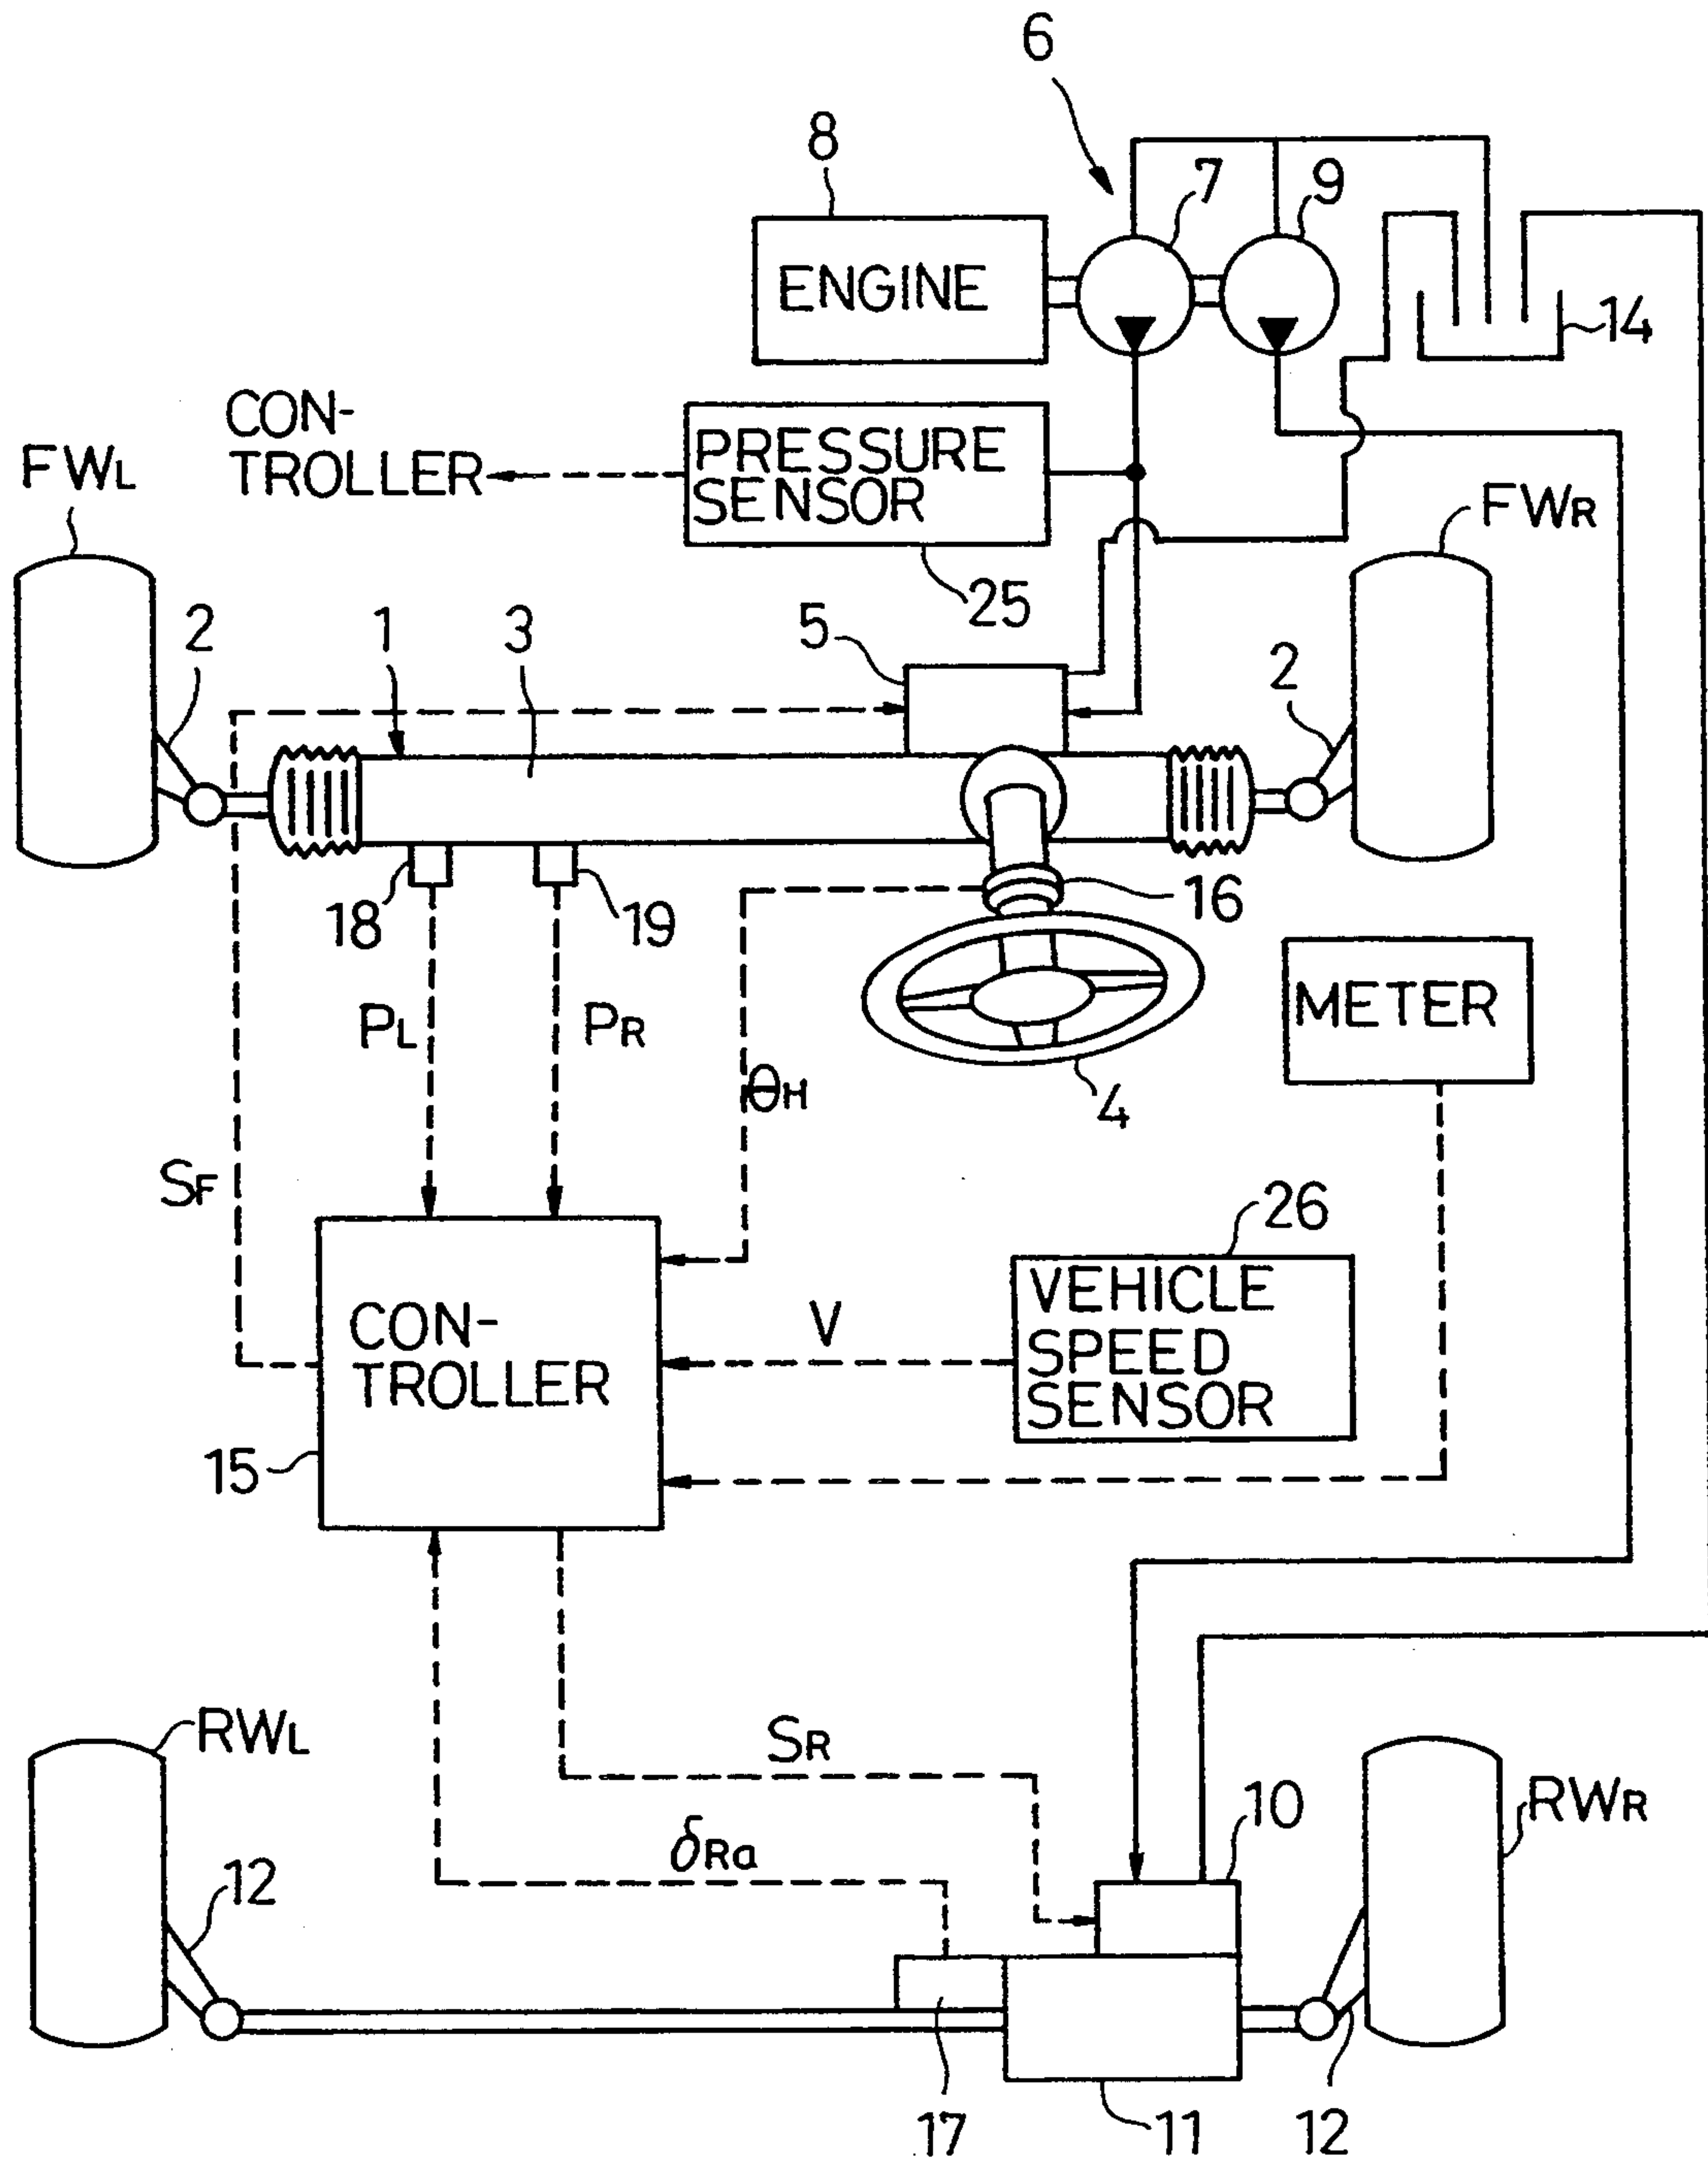 6
8
7
9
ENGINE
14
CON-
TROLLER
PRESSURE
SENSOR
FWL
FWR
25
2
1
3
5
2
18
19
16
PL
PR
METER
θH
4
SF
26
VEHICLE
SPEED
SENSOR
V
CON-
TROLLER
15
RWL
SR
10
RWR
δRa
12
17
11
12